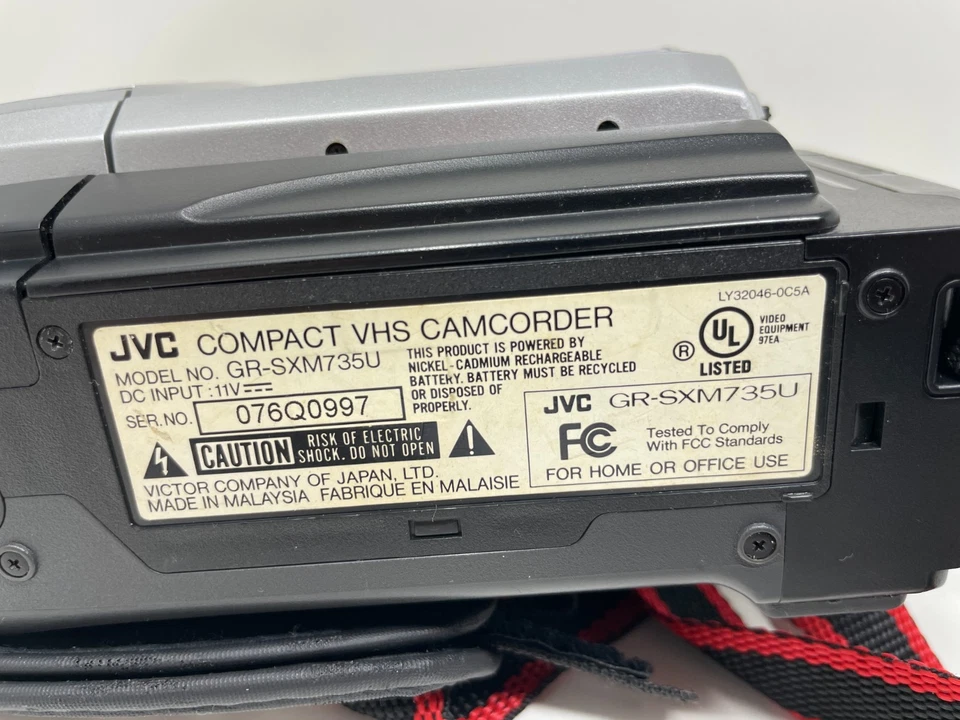 LY32046-0C5A
JVC COMPACT VHS CAMCORDER
MODEL NO. GR-SXM735U
DC INPUT : 11V
SER. NO. 076Q0997
THIS PRODUCT IS POWERED BY
NICKEL-CADMIUM RECHARGEABLE
BATTERY. BATTERY MUST BE RECYCLED
OR DISPOSED OF
PROPERLY.
® UL
LISTED
VIDEO
EQUIPMENT
97EA
CAUTION RISK OF ELECTRIC
SHOCK. DO NOT OPEN
VICTOR COMPANY OF JAPAN, LTD.
MADE IN MALAYSIA FABRIQUE EN MALAISIE
JVC GR-SXM735U
FC Tested To Comply
With FCC Standards
FOR HOME OR OFFICE USE